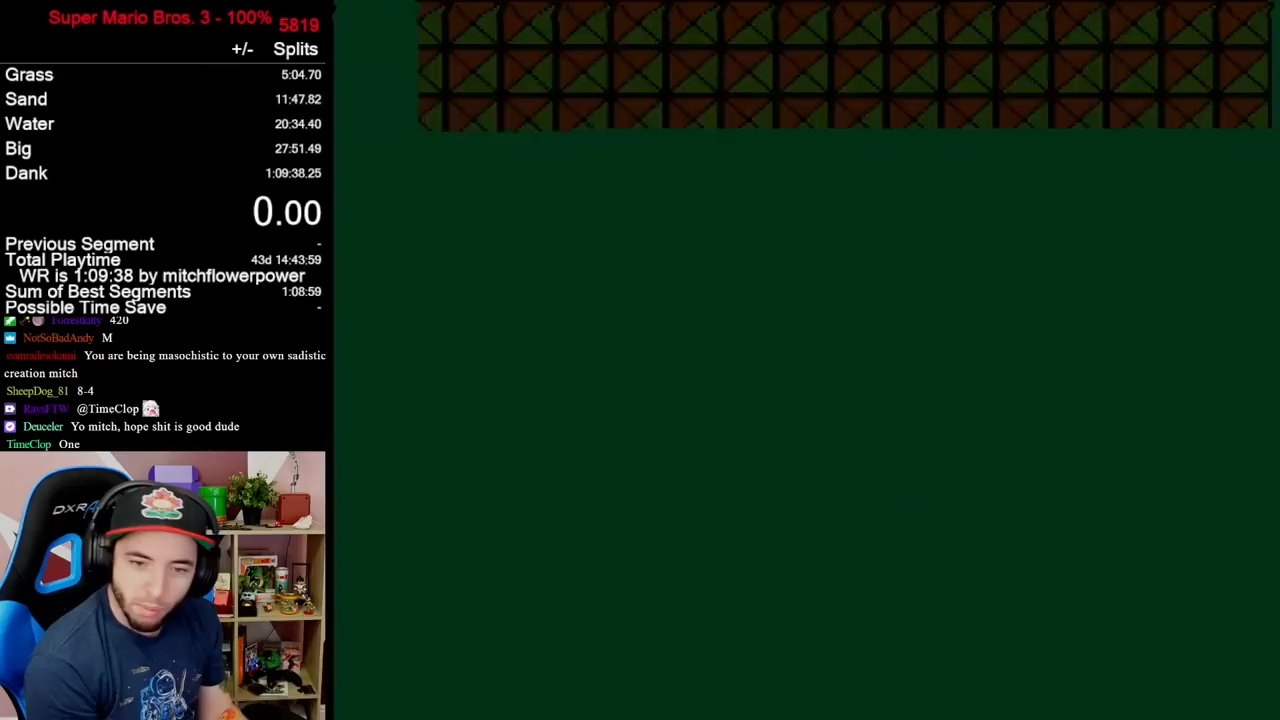 Super Mario Bros. 3 - 100% 5819
+/- Splits
Grass 5:04.70
Sand 11:47.82
Water 20:34.40
Big 27:51.49
Dank 1:09:38.25
0.00
Previous Segment -
Total Playtime 43d 14:43:59
WR is 1:09:38 by mitchflowerpower
Sum of Best Segments 1:08:59
Possible Time Save -
Forrestkitty 420
NotSoBadAndy M
comradesokami You are being masochistic to your own sadistic
creation mitch
SheepDog_81 8-4
RaysFTW @TimeClop
Deuceler Yo mitch, hope shit is good dude
TimeClop One